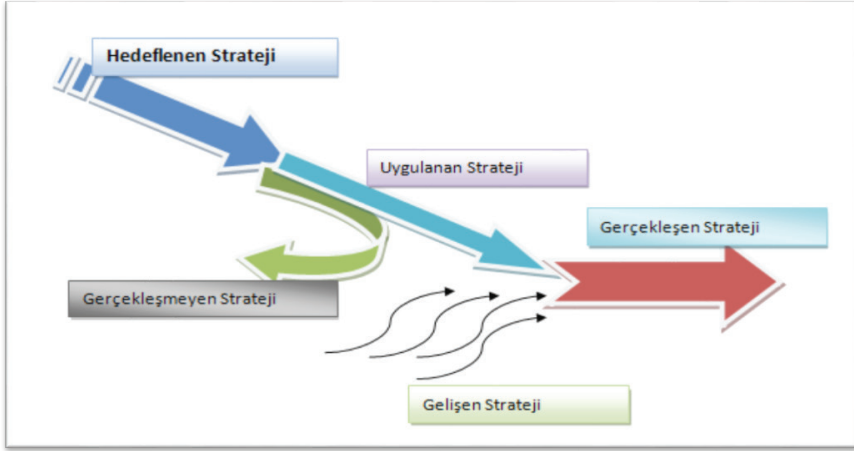 Hedeflenen Strateji
Uygulanan Strateji
Gerçekleşen Strateji
Gerçekleşmeyen Strateji
Gelişen Strateji